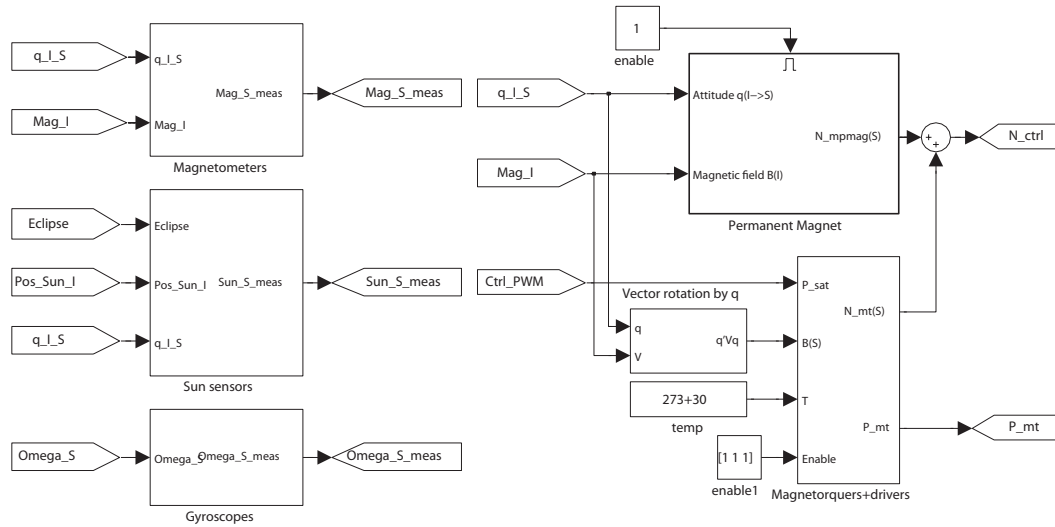 q_I_S
Mag_I
q_I_S
Mag_I
Mag_S_meas
Mag_S_meas
Magnetometers
Eclipse
Pos_Sun_I
q_I_S
Eclipse
Pos_Sun_I
q_I_S
Sun_S_meas
Sun_S_meas
Sun sensors
Omega_S
Omega_S
Omega_S_meas
Omega_S_meas
Gyroscopes
1
enable
q_I_S
Mag_I
Attitude q(I->S)
Magnetic field B(I)
N_mpmag(S)
Permanent Magnet
+
+
N_ctrl
Ctrl_PWM
Vector rotation by q
q
V
q'Vq
273+30
temp
[1 1 1]
enable1
P_sat
B(S)
T
Enable
N_mt(S)
P_mt
Magnetorquers+drivers
P_mt